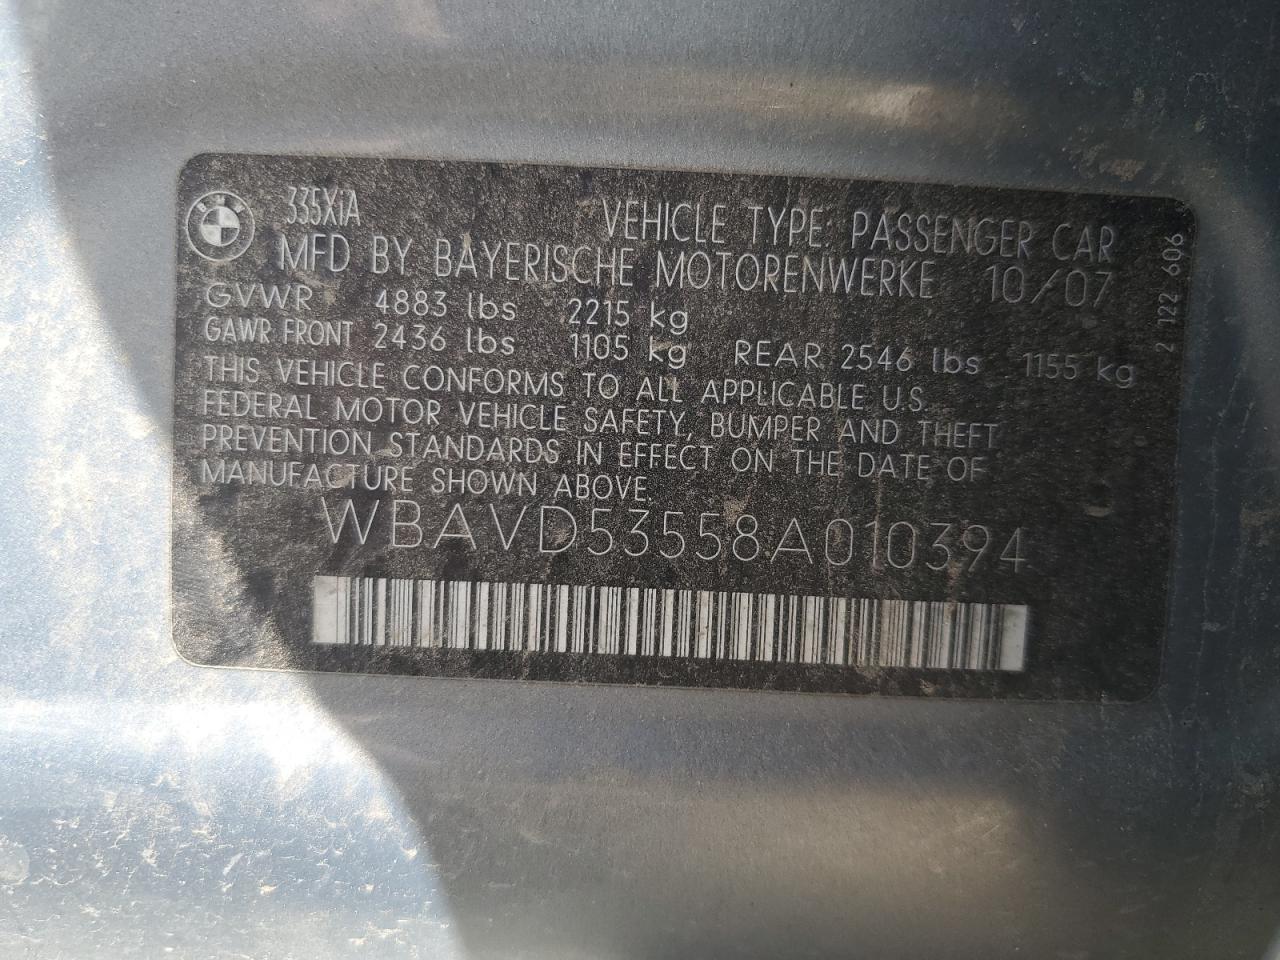 BMW
335XiA VEHICLE TYPE: PASSENGER CAR
MFD BY BAYERISCHE MOTORENWERKE 10/07
GVWR 4883 lbs 2215 kg
GAWR FRONT 2436 lbs 1105 kg REAR 2546 lbs 1155 kg
THIS VEHICLE CONFORMS TO ALL APPLICABLE U.S.
FEDERAL MOTOR VEHICLE SAFETY, BUMPER AND THEFT
PREVENTION STANDARDS IN EFFECT ON THE DATE OF
MANUFACTURE SHOWN ABOVE.
WBAVD53558A010394
2 122 606